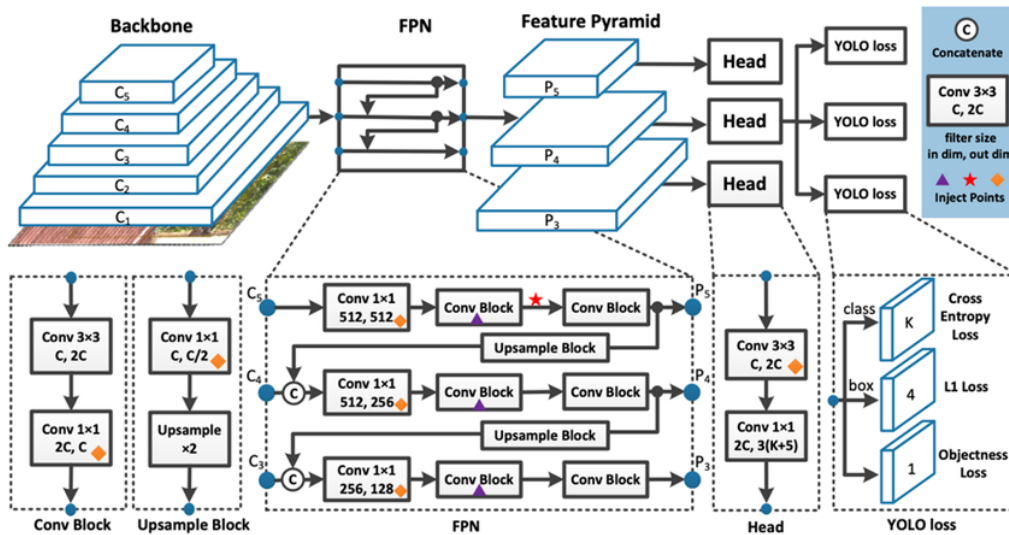 Backbone
FPN
Feature Pyramid
C5
C4
C3
C2
C1
P5
P4
P3
Head
Head
Head
YOLO loss
YOLO loss
YOLO loss
C
Concatenate
Conv 3×3
C, 2C
filter size
in dim, out dim
Inject Points
Conv 3×3
C, 2C
Conv 1×1
2C, C
Conv Block
Conv 1×1
C, C/2
Upsample
×2
Upsample Block
C5
Conv 1×1
512, 512
Conv Block
Conv Block
P5
Upsample Block
C4
C
Conv 1×1
512, 256
Conv Block
Conv Block
P4
Upsample Block
C3
C
Conv 1×1
256, 128
Conv Block
Conv Block
P3
FPN
Conv 3×3
C, 2C
Conv 1×1
2C, 3(K+5)
Head
class
K
Cross
Entropy
Loss
box
4
L1 Loss
1
Objectness
Loss
YOLO loss